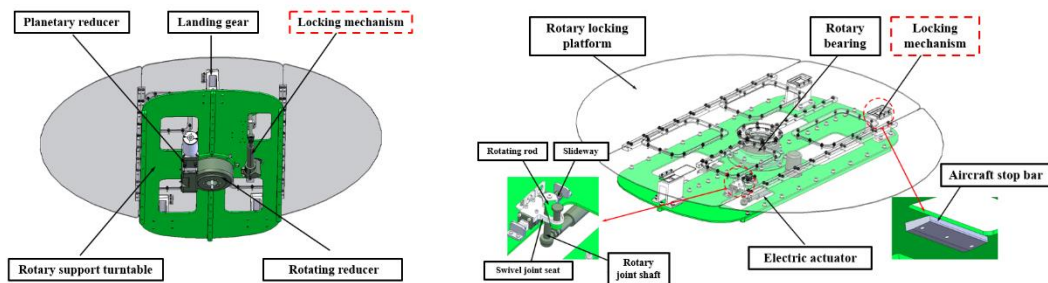 Planetary reducer
Landing gear
Locking mechanism
Rotary support turntable
Rotating reducer
Rotary locking
platform
Rotary
bearing
Locking
mechanism
Rotating rod
Slideway
Aircraft stop bar
Swivel joint seat
Rotary
joint shaft
Electric actuator